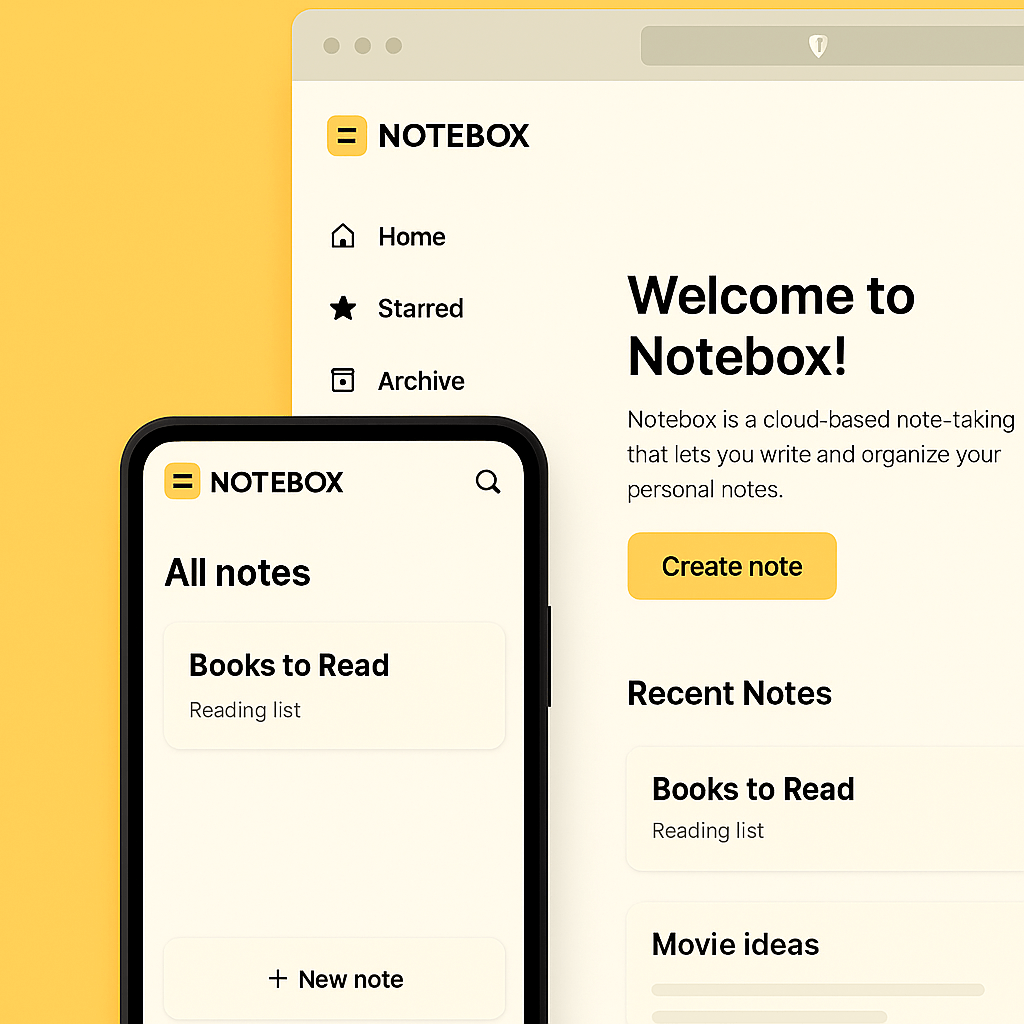 NOTEBOX
Home
Starred
Archive
Welcome to
Notebox!
Notebox is a cloud-based note-taking
that lets you write and organize your
personal notes.
Create note
Recent Notes
Books to Read
Reading list
Movie ideas
NOTEBOX
All notes
Books to Read
Reading list
+ New note